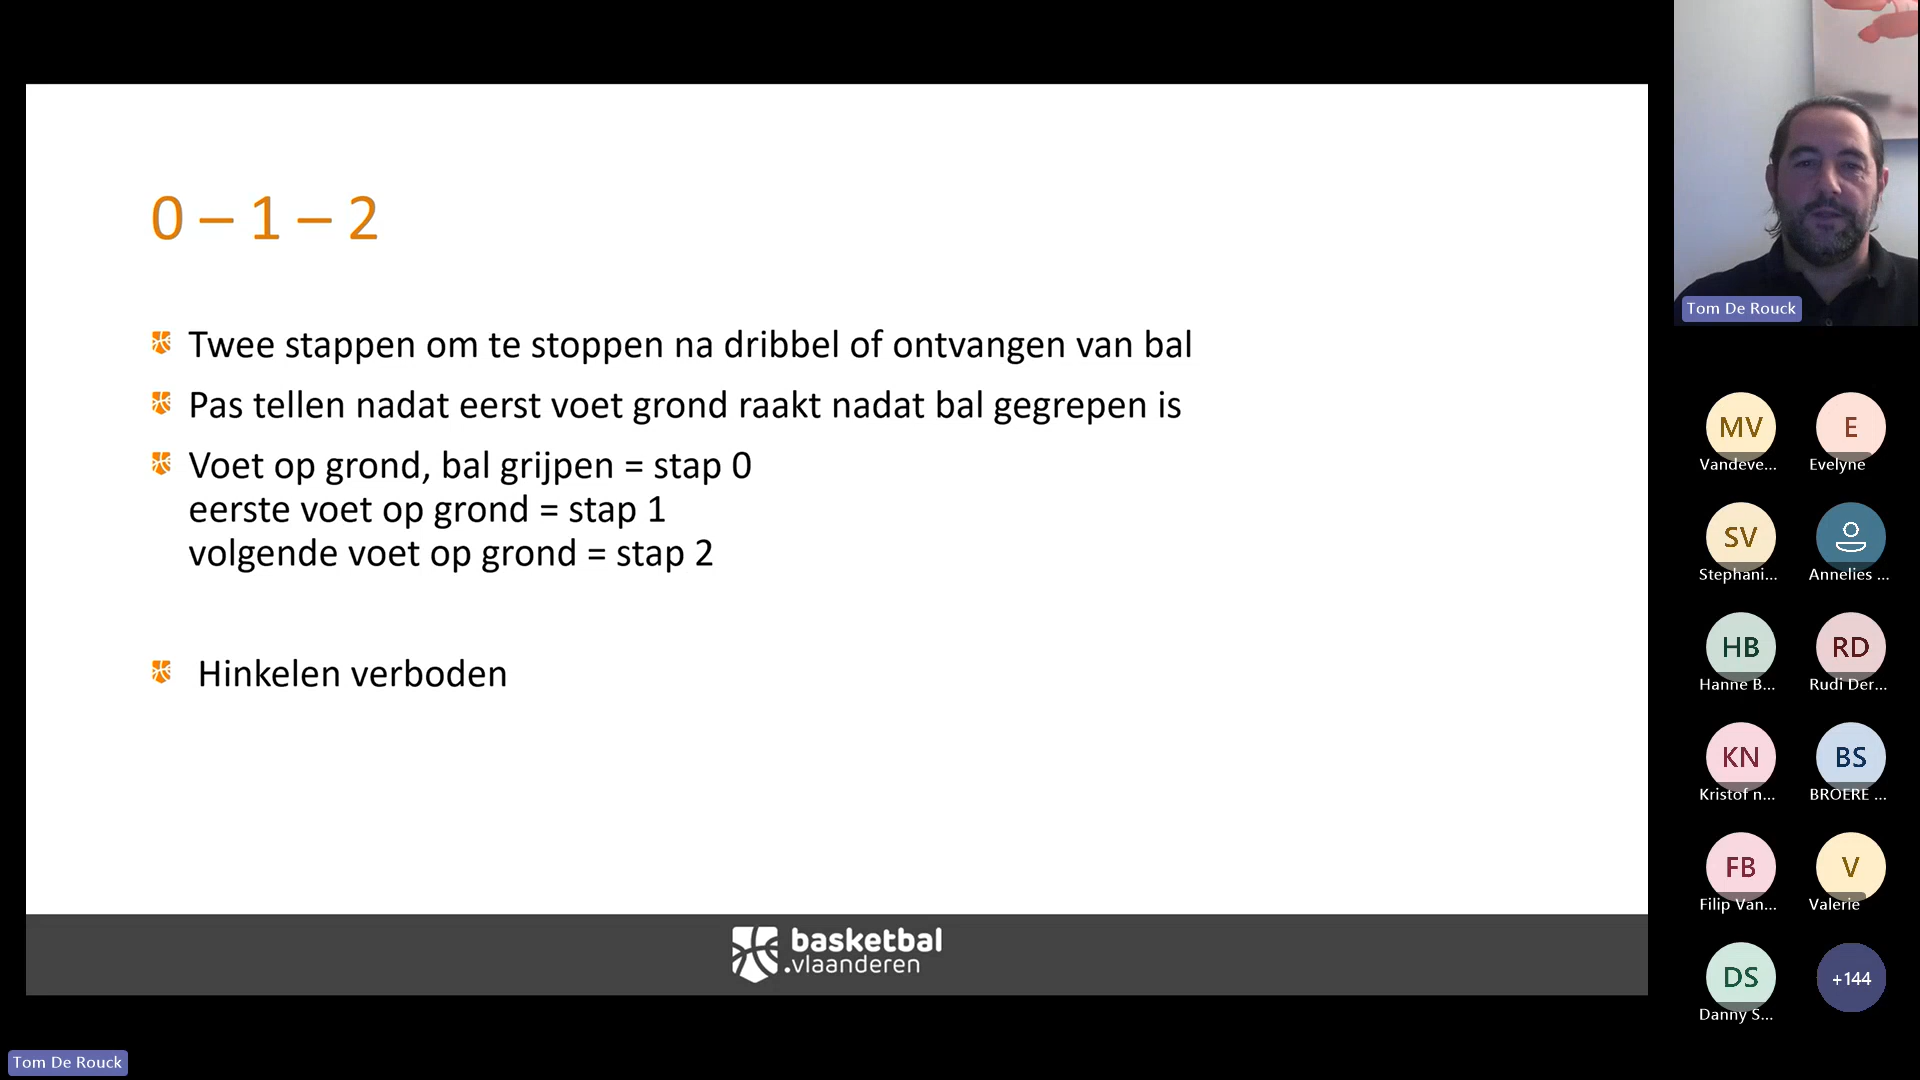 0 – 1 – 2
Twee stappen om te stoppen na dribbel of ontvangen van bal
Pas tellen nadat eerst voet grond raakt nadat bal gegrepen is
Voet op grond, bal grijpen = stap 0
eerste voet op grond = stap 1
volgende voet op grond = stap 2
Hinkelen verboden
basketbal
.vlaanderen
Tom De Rouck
MV
Vandeve...
E
Evelyne
SV
Stephani...
Annelies ...
HB
Hanne B...
RD
Rudi Der...
KN
Kristof n...
BS
BROERE ...
FB
Filip Van...
V
Valerie
DS
Danny S...
+144
Tom De Rouck